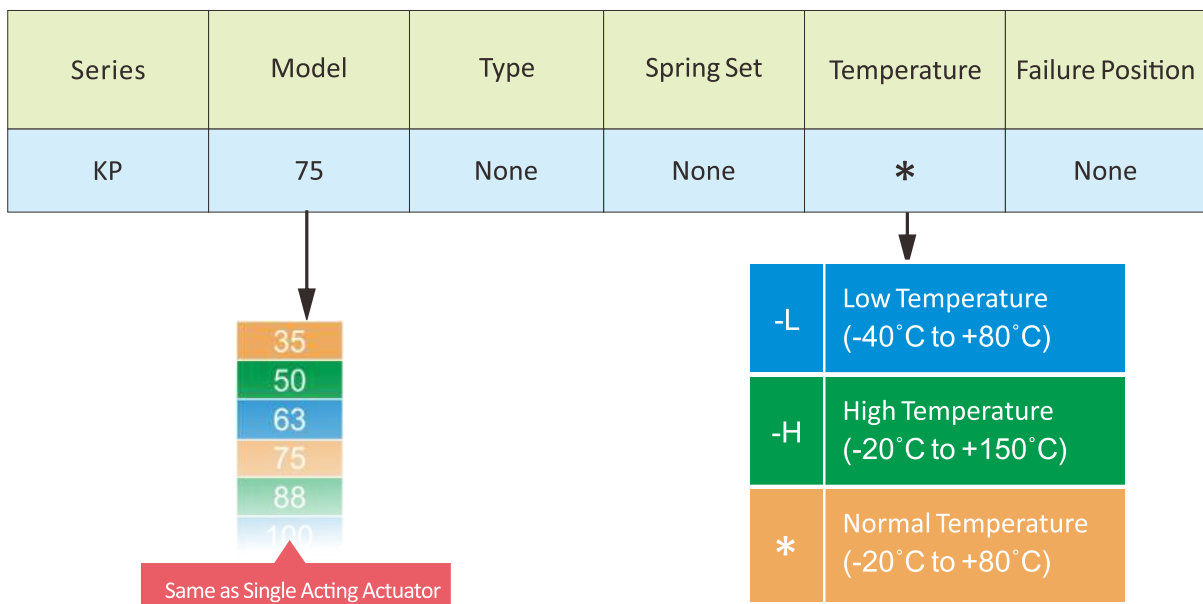 Series Model Type Spring Set Temperature Failure Position
KP 75 None None * None
35
50
63
75
88
100
Same as Single Acting Actuator
-L Low Temperature
(-40˚C to +80˚C)
-H High Temperature
(-20˚C to +150˚C)
* Normal Temperature
(-20˚C to +80˚C)